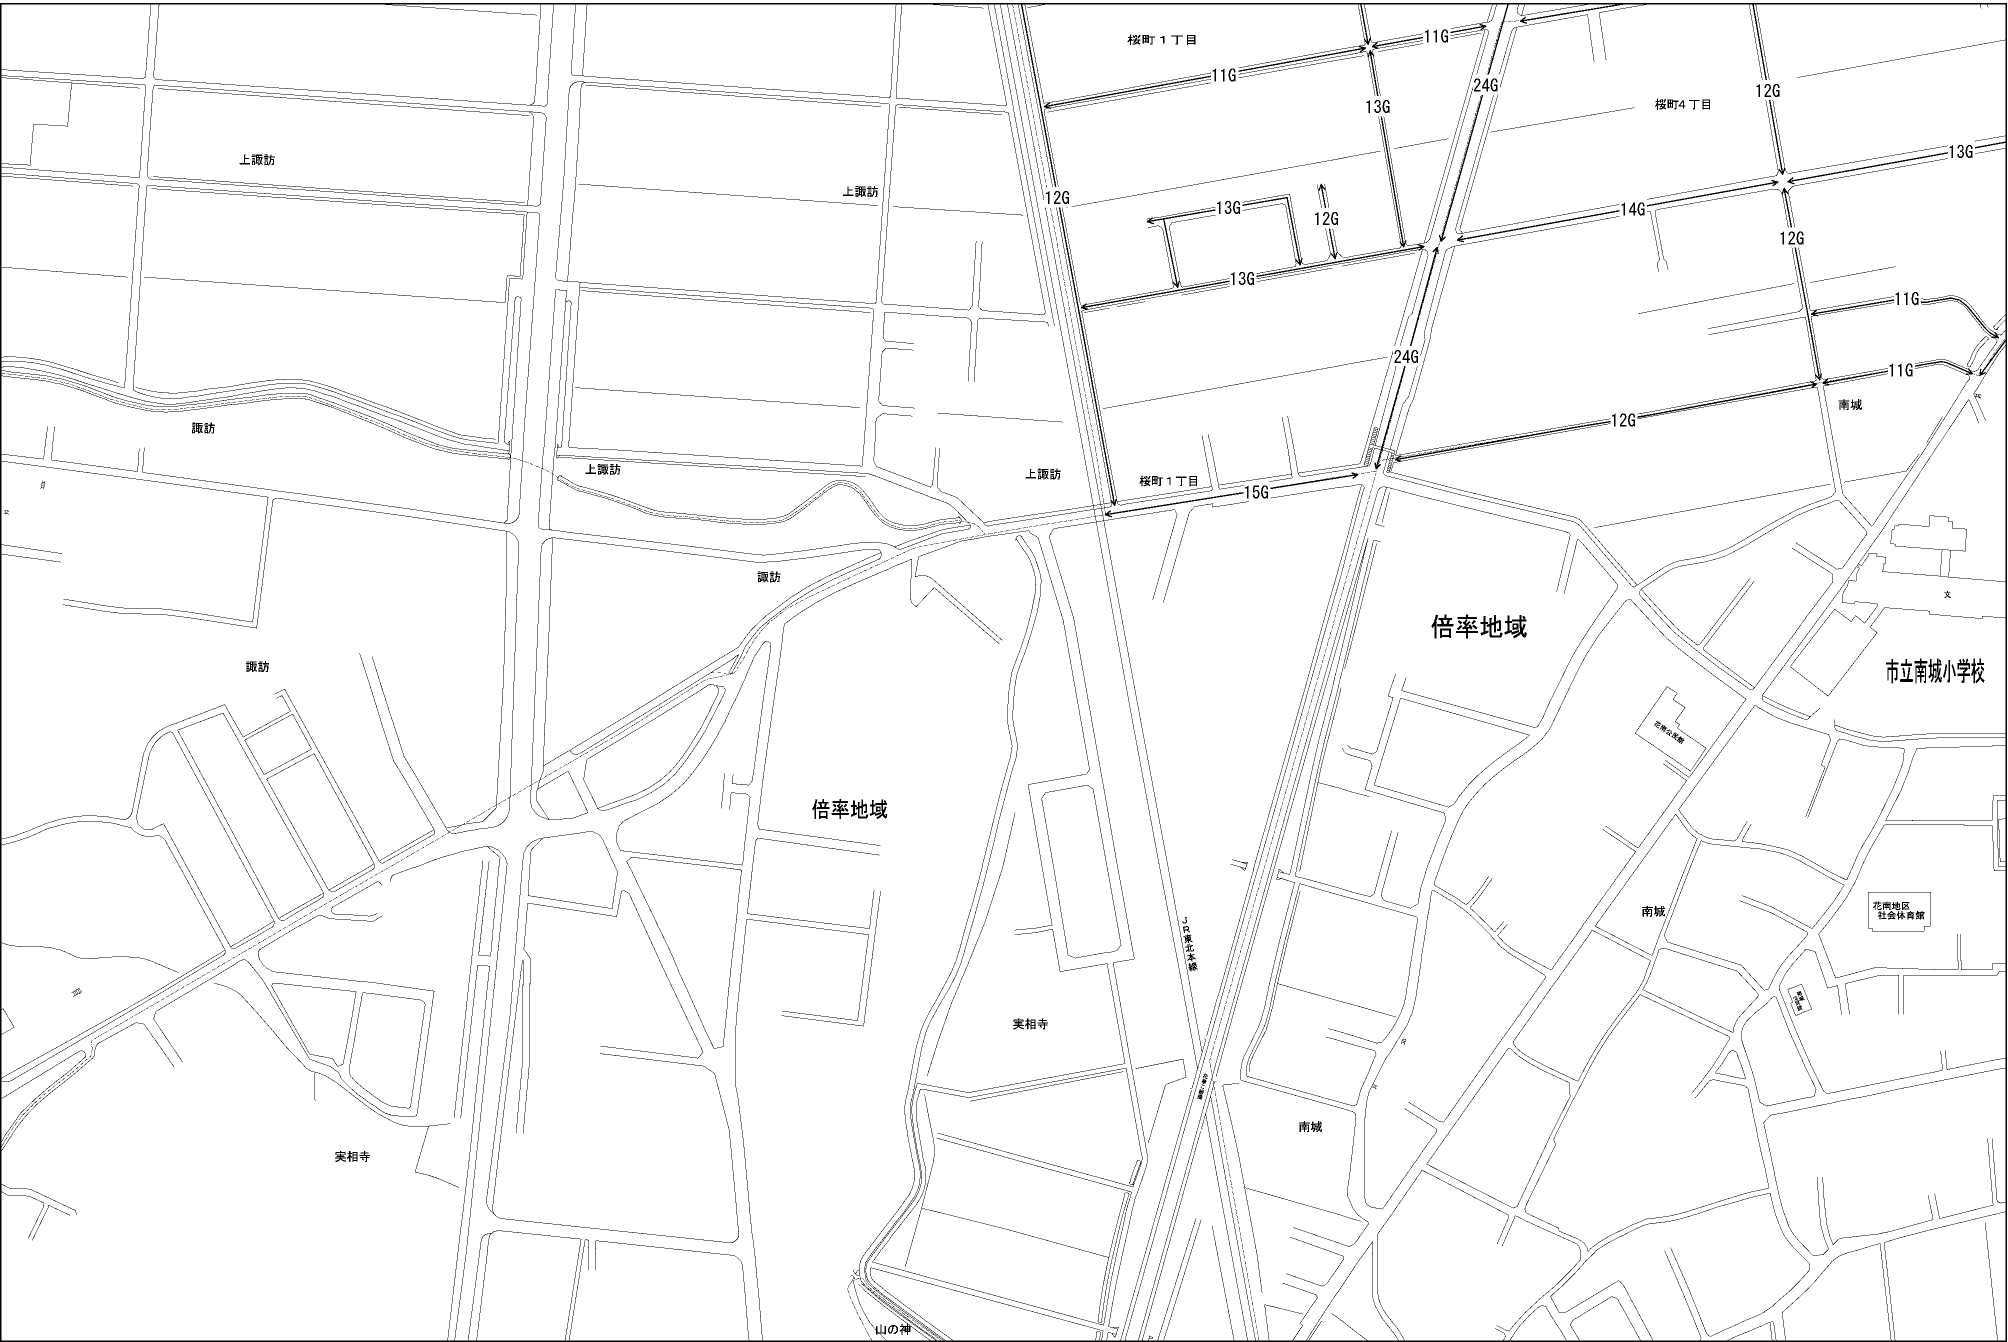 桜町１丁目
11G
11G
24G
12G
桜町４丁目
13G
13G
上諏訪
上諏訪
12G
13G
12G
14G
12G
13G
11G
24G
11G
12G
南城
諏訪
上諏訪
上諏訪
桜町１丁目
15G
諏訪
文
倍率地域
市立南城小学校
諏訪
花南公民館
倍率地域
南城
花南地区
社会体育館
ＪＲ東北本線
実相寺
南城
実相寺
山の神